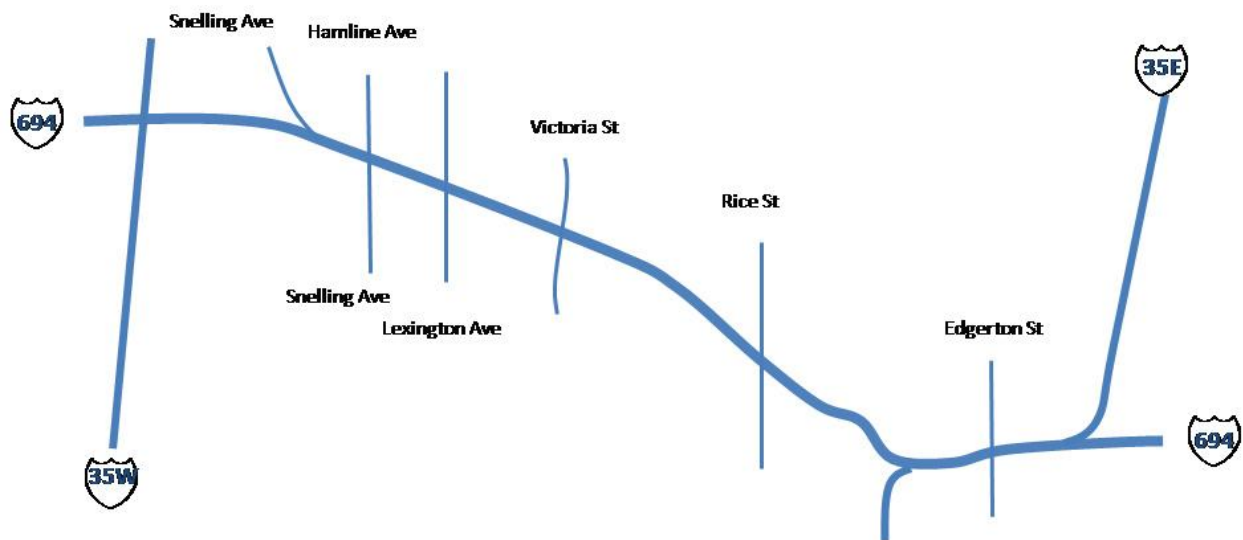 Snelling Ave
Hamline Ave
35E
694
Victoria St
Rice St
Snelling Ave
Lexington Ave
Edgerton St
694
35W